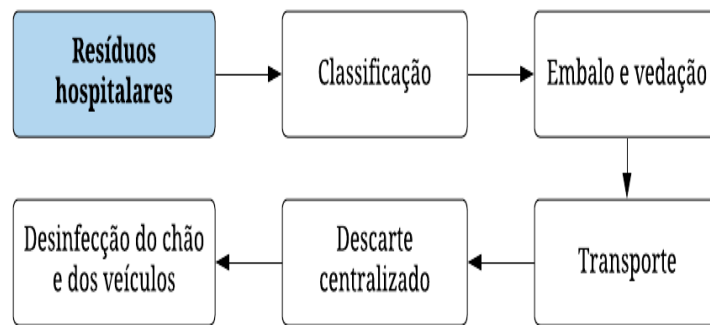 Resíduos
hospitalares
Classificação
Embalo e vedação
Transporte
Descarte
centralizado
Desinfecção do chão
e dos veículos